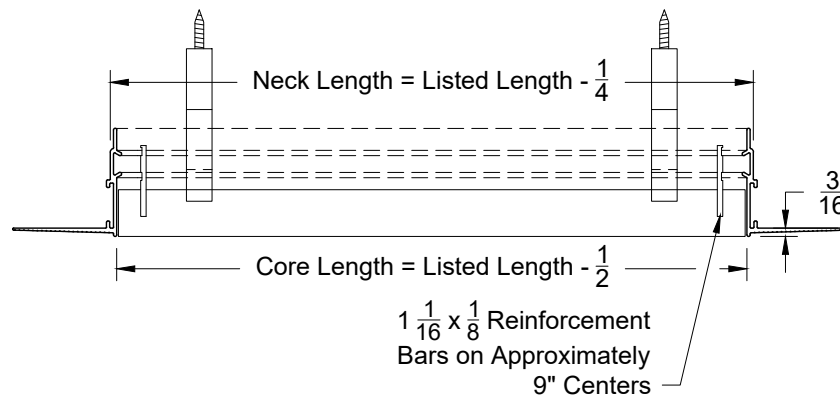 Neck Length = Listed Length - 1/4
3/16
Core Length = Listed Length - 1/2
1 1/16 x 1/8 Reinforcement
Bars on Approximately
9" Centers